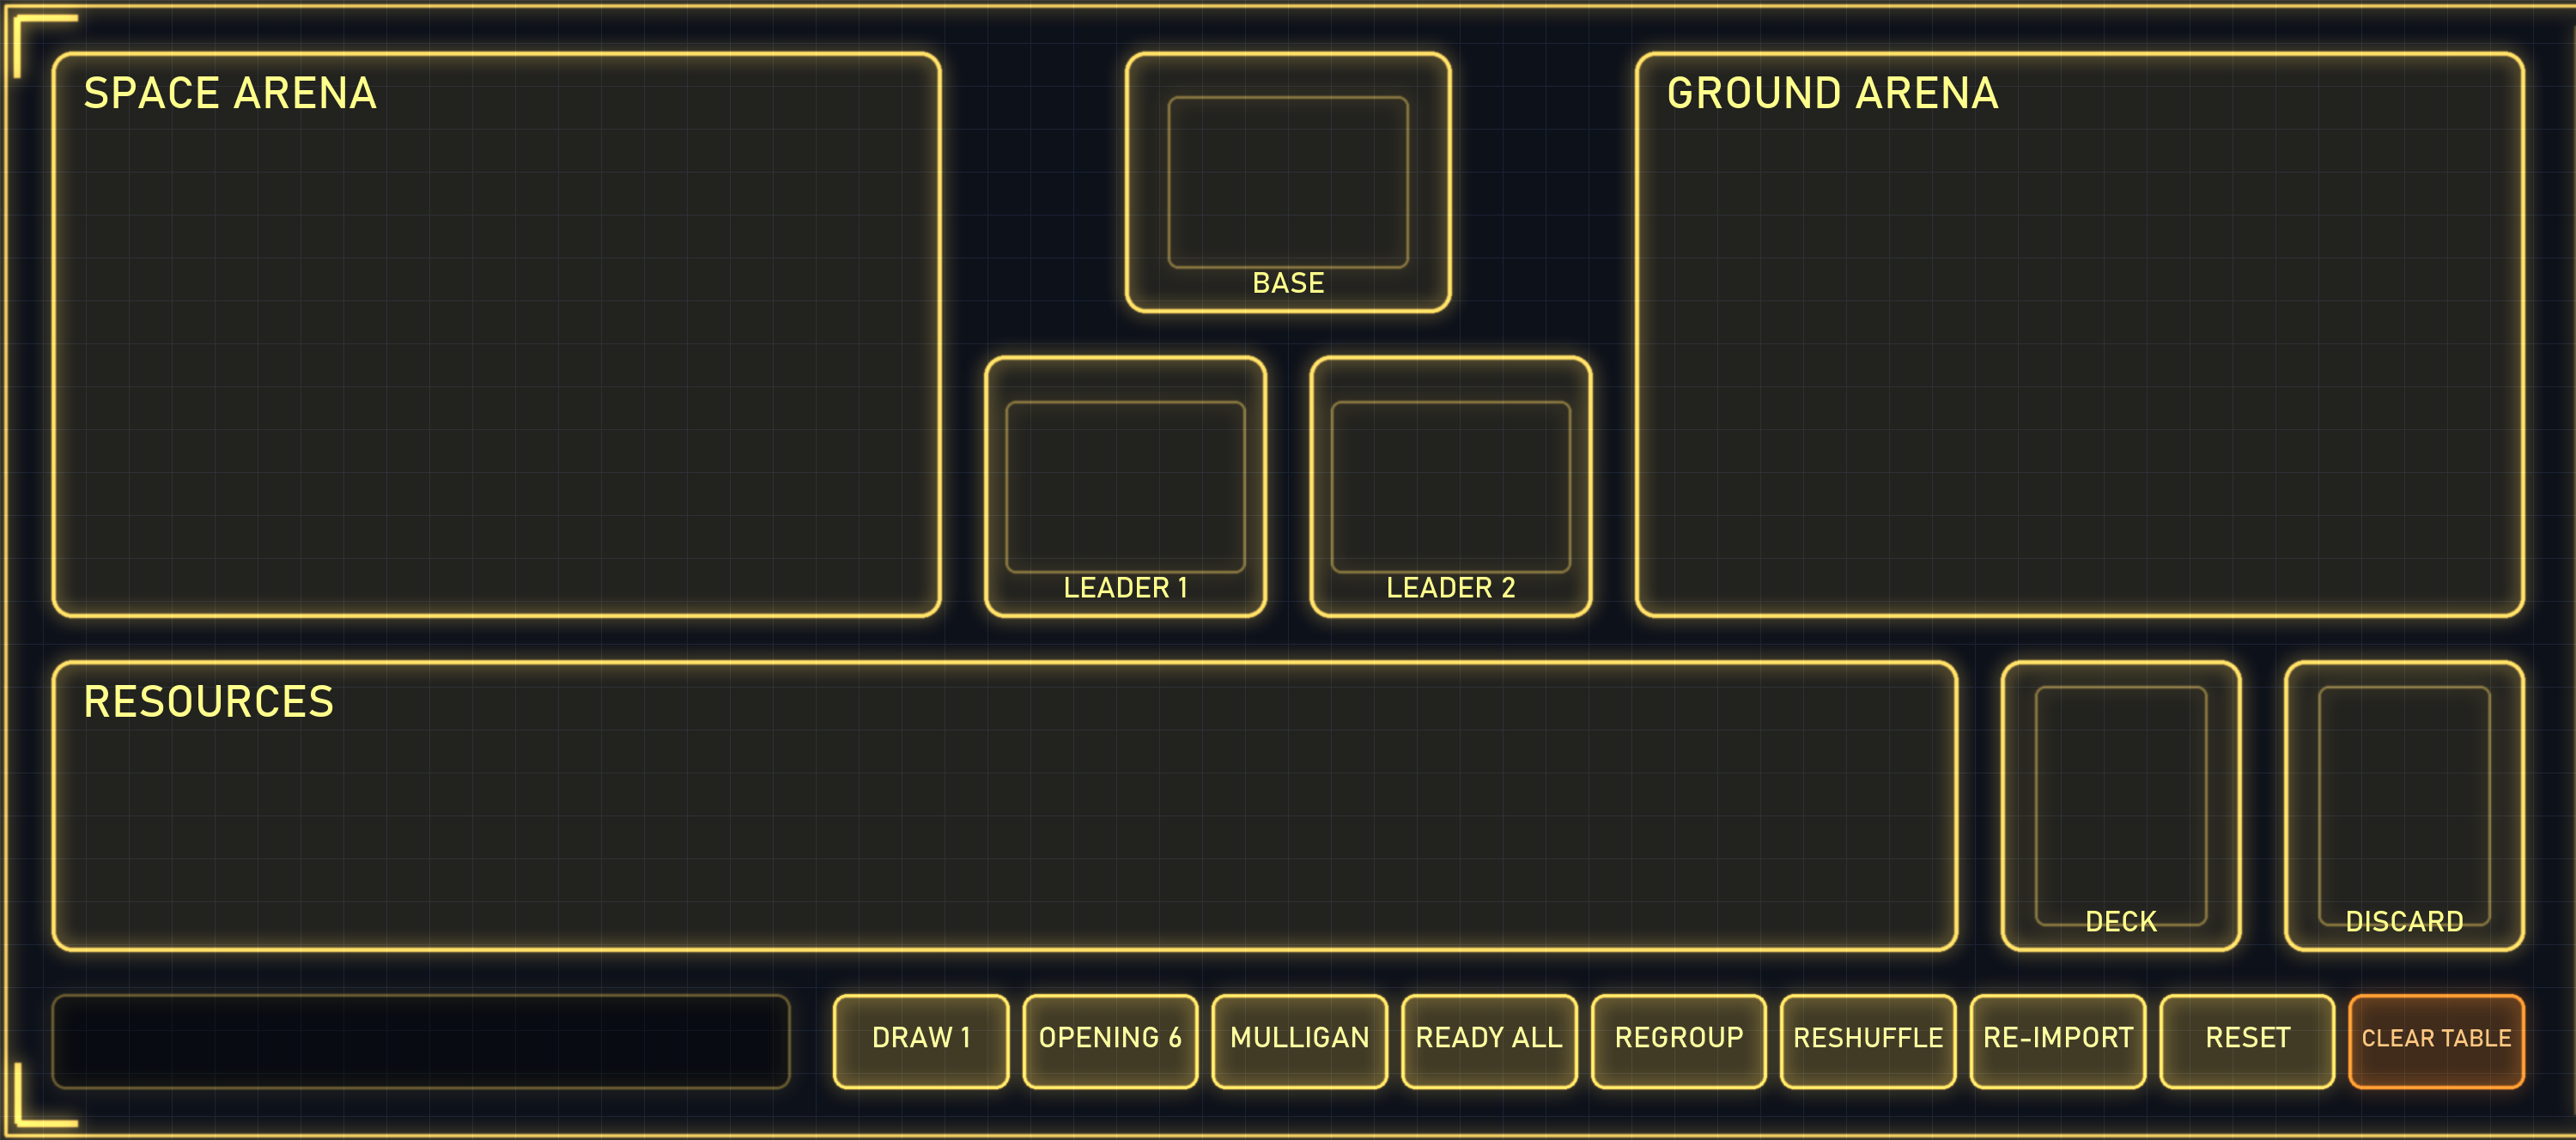 SPACE ARENA
BASE
GROUND ARENA
LEADER 1
LEADER 2
RESOURCES
DECK
DISCARD
DRAW 1
OPENING 6
MULLIGAN
READY ALL
REGROUP
RESHUFFLE
RE-IMPORT
RESET
CLEAR TABLE